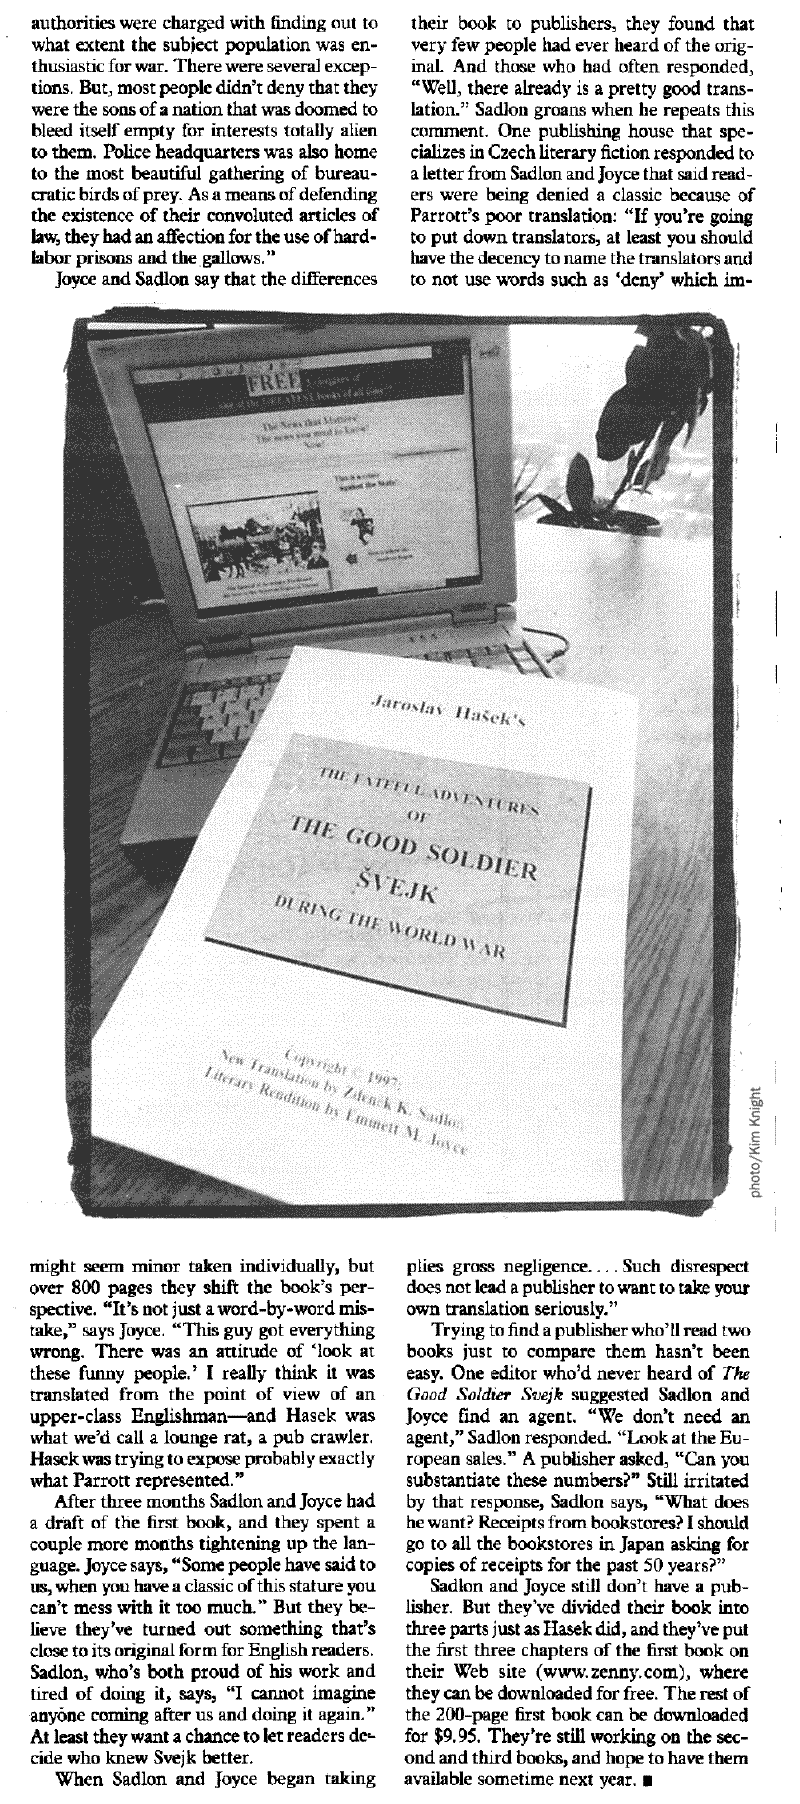 authorities were charged with finding out to
what extent the subject population was en-
thusiastic for war. There were several excep-
tions. But, most people didn't deny that they
were the sons of a nation that was doomed to
bleed itself empty for interests totally alien
to them. Police headquarters was also home
to the most beautiful gathering of bureau-
cratic birds of prey. As a means of defending
the existence of their convoluted articles of
law, they had an affection for the use of hard-
labor prisons and the gallows."
Joyce and Sadlon say that the differences
their book to publishers, they found that
very few people had ever heard of the orig-
inal. And those who had often responded,
"Well, there already is a pretty good trans-
lation." Sadlon groans when he repeats this
comment. One publishing house that spe-
cializes in Czech literary fiction responded to
a letter from Sadlon and Joyce that said read-
ers were being denied a classic because of
Parrott's poor translation: "If you're going
to put down translators, at least you should
have the decency to name the translators and
to not use words such as 'deny' which im-
FREE
The News that Matters!
The news you need to know!
Now!
Jaroslav Hašek's
THE FATEFUL ADVENTURES
OF
THE GOOD SOLDIER
ŠVEJK
DURING THE WORLD WAR
Copyright © 1997:
New Translation by Zdenek K. Sadlon
Literary Rendition by Emmett M. Joyce
photo/Kim Knight
might seem minor taken individually, but
over 800 pages they shift the book's per-
spective. "It's not just a word-by-word mis-
take," says Joyce. "This guy got everything
wrong. There was an attitude of 'look at
these funny people.' I really think it was
translated from the point of view of an
upper-class Englishman—and Hasek was
what we'd call a lounge rat, a pub crawler.
Hasek was trying to expose probably exactly
what Parrott represented."
After three months Sadlon and Joyce had
a draft of the first book, and they spent a
couple more months tightening up the lan-
guage. Joyce says, "Some people have said to
us, when you have a classic of this stature you
can't mess with it too much." But they be-
lieve they've turned out something that's
close to its original form for English readers.
Sadlon, who's both proud of his work and
tired of doing it, says, "I cannot imagine
anyone coming after us and doing it again."
At least they want a chance to let readers de-
cide who knew Svejk better.
When Sadlon and Joyce began taking
plies gross negligence. . . . Such disrespect
does not lead a publisher to want to take your
own translation seriously."
Trying to find a publisher who'll read two
books just to compare them hasn't been
easy. One editor who'd never heard of The
Good Soldier Svejk suggested Sadlon and
Joyce find an agent. "We don't need an
agent," Sadlon responded. "Look at the Eu-
ropean sales." A publisher asked, "Can you
substantiate these numbers?" Still irritated
by that response, Sadlon says, "What does
he want? Receipts from bookstores? I should
go to all the bookstores in Japan asking for
copies of receipts for the past 50 years?"
Sadlon and Joyce still don't have a pub-
lisher. But they've divided their book into
three parts just as Hasek did, and they've put
the first three chapters of the first book on
their Web site (www.zenny.com), where
they can be downloaded for free. The rest of
the 200-page first book can be downloaded
for $9.95. They're still working on the sec-
ond and third books, and hope to have them
available sometime next year. ■